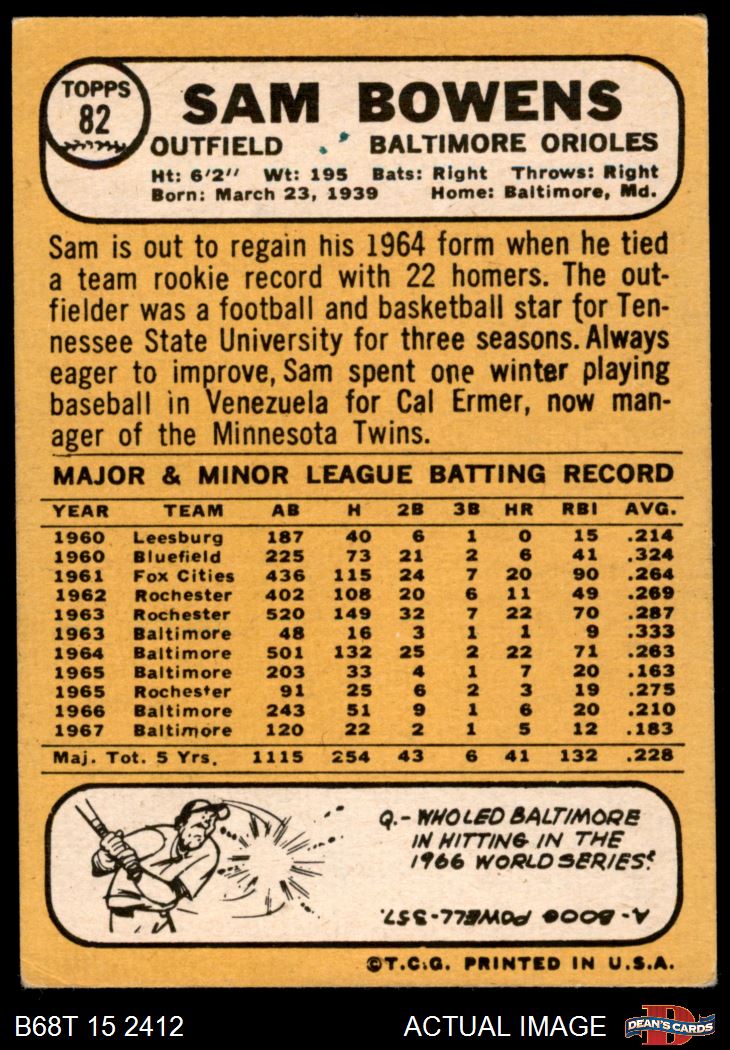 TOPPS
82
SAM BOWENS
OUTFIELD BALTIMORE ORIOLES
Ht: 6'2" Wt: 195 Bats: Right Throws: Right
Born: March 23, 1939 Home: Baltimore, Md.
Sam is out to regain his 1964 form when he tied
a team rookie record with 22 homers. The out-
fielder was a football and basketball star for Ten-
nessee State University for three seasons. Always
eager to improve, Sam spent one winter playing
baseball in Venezuela for Cal Ermer, now man-
ager of the Minnesota Twins.
MAJOR & MINOR LEAGUE BATTING RECORD
YEAR TEAM AB H 2B 3B HR RBI AVG.
1960 Leesburg 187 40 6 1 0 15 .214
1960 Bluefield 225 73 21 2 6 41 .324
1961 Fox Cities 436 115 24 7 20 90 .264
1962 Rochester 402 108 20 6 11 49 .269
1963 Rochester 520 149 32 7 22 70 .287
1963 Baltimore 48 16 3 1 1 9 .333
1964 Baltimore 501 132 25 2 22 71 .263
1965 Baltimore 203 33 4 1 7 20 .163
1965 Rochester 91 25 6 2 3 19 .275
1966 Baltimore 243 51 9 1 6 20 .210
1967 Baltimore 120 22 2 1 5 12 .183
Maj. Tot. 5 Yrs. 1115 254 43 6 41 132 .228
Q.- WHO LED BALTIMORE
IN HITTING IN THE
1966 WORLD SERIES?
A- BOOG POWELL-.357.
©T.C.G. PRINTED IN U.S.A.
B68T 15 2412 ACTUAL IMAGE
D
DEAN'S CARDS